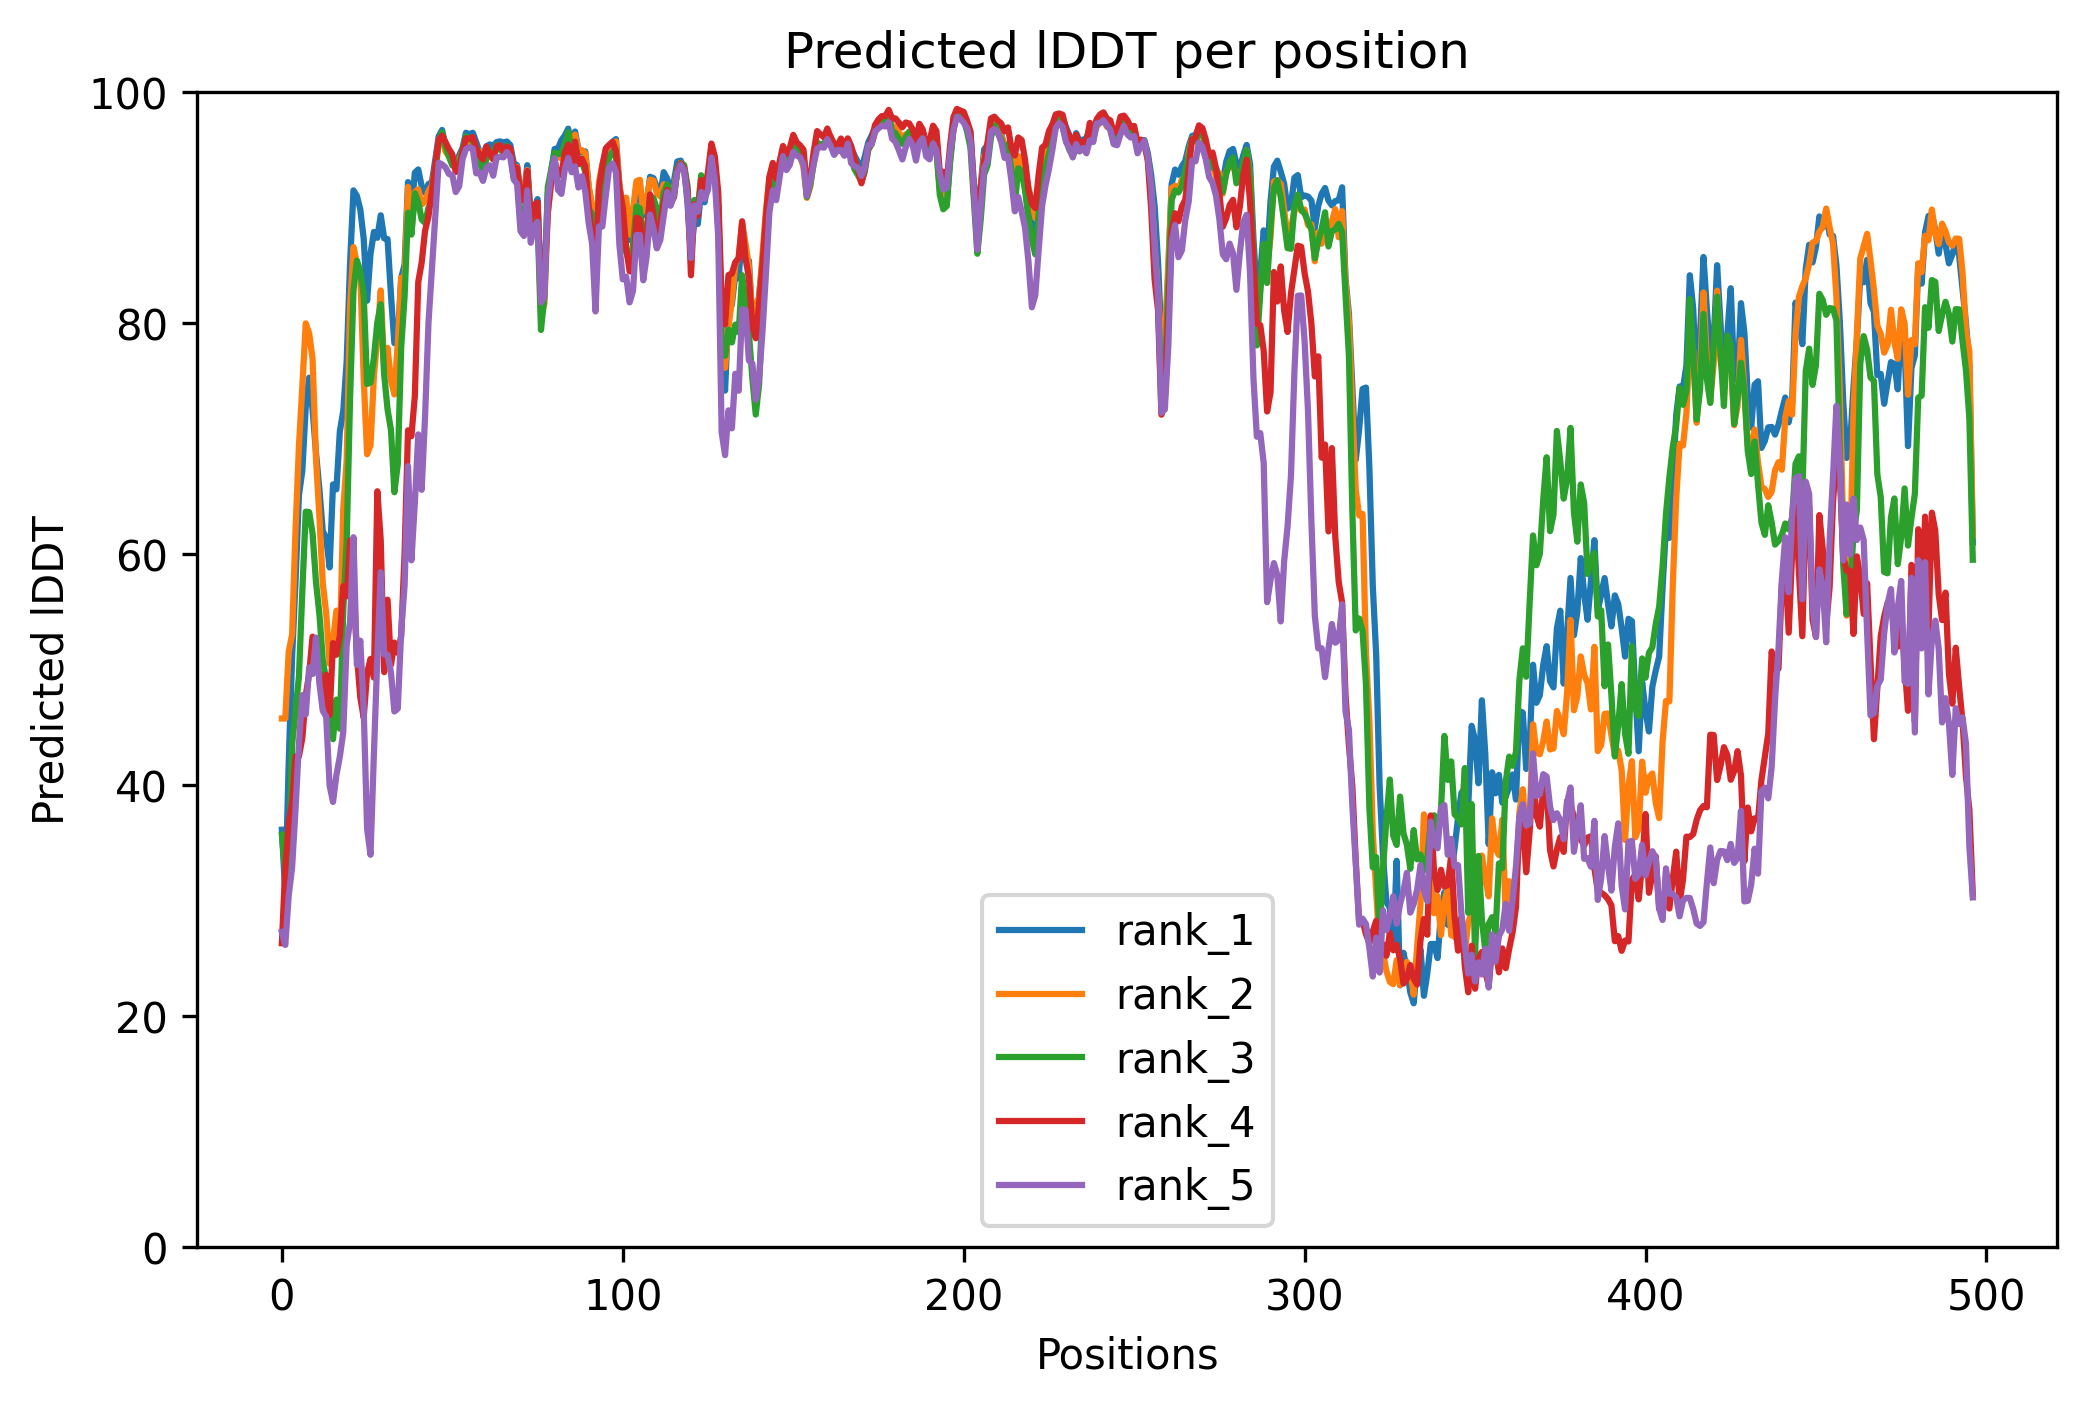 Predicted lDDT per position
100
80
60
40
20
0
Predicted lDDT
rank_1
rank_2
rank_3
rank_4
rank_5
0 100 200 300 400 500
Positions